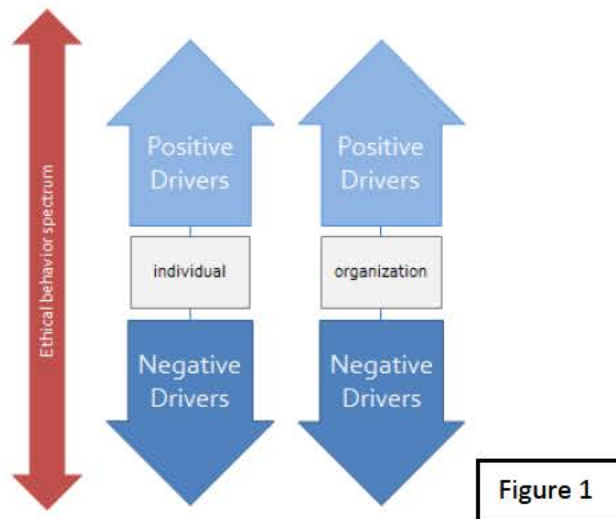 Ethical behavior spectrum
Positive
Drivers
Positive
Drivers
individual
organization
Negative
Drivers
Negative
Drivers
Figure 1